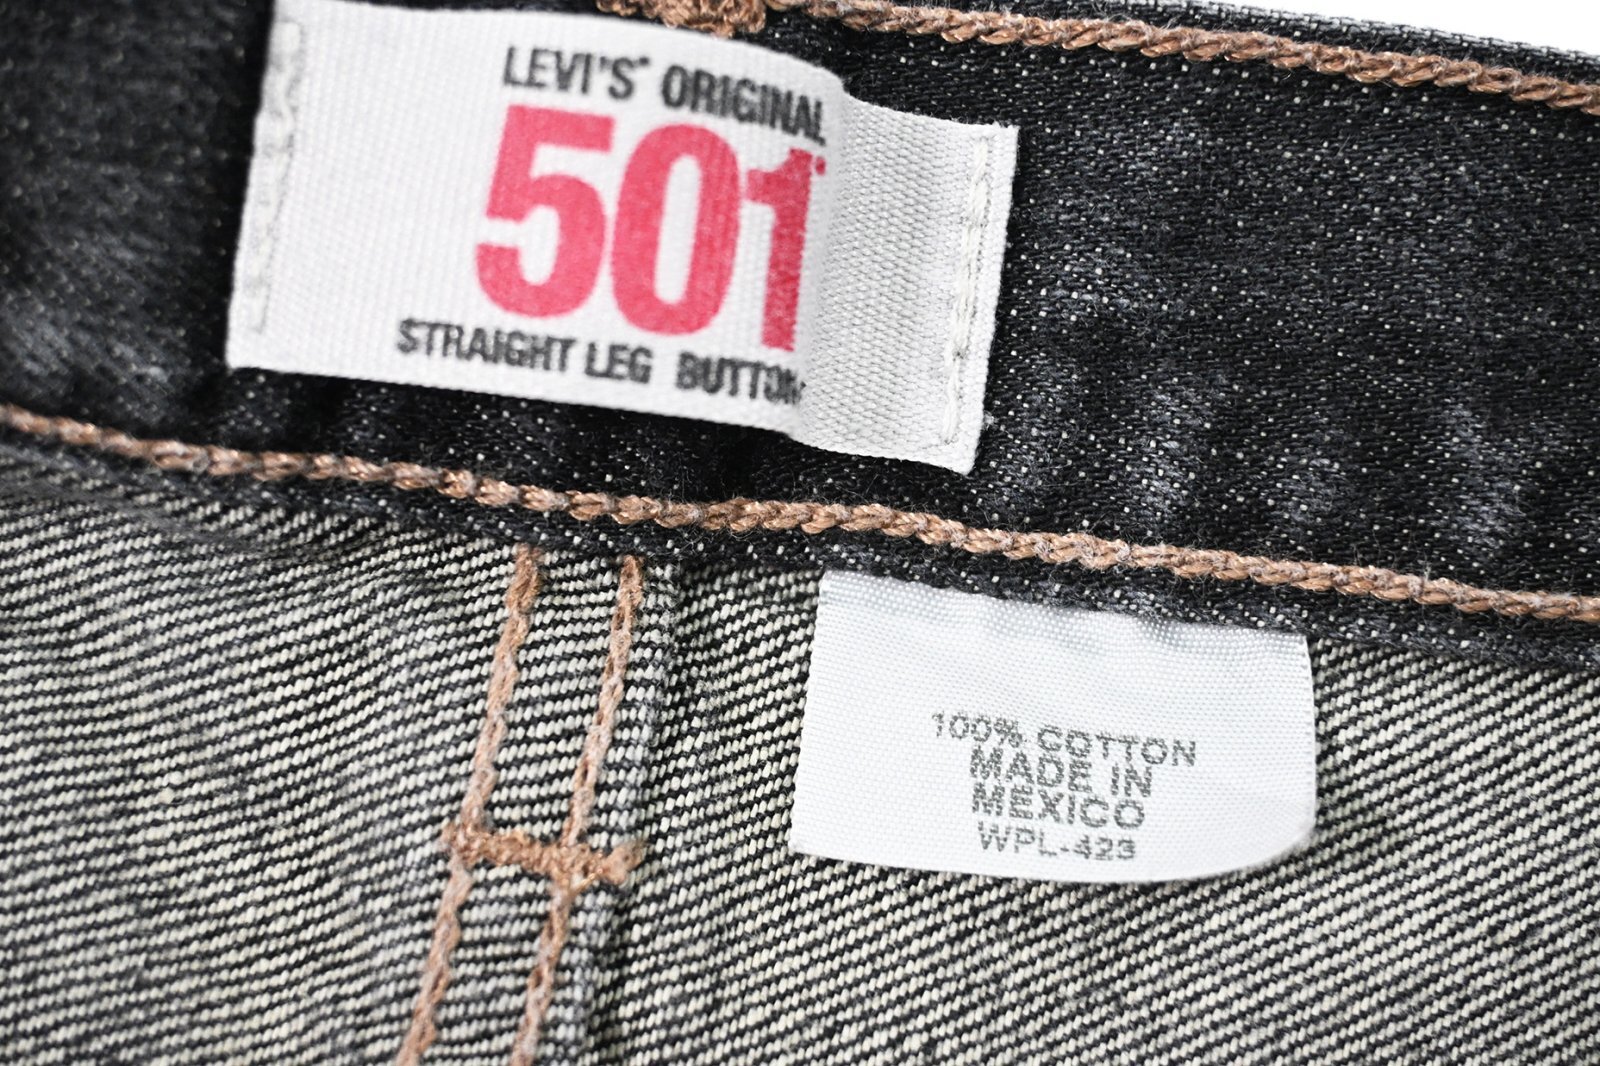 LEVI'S® ORIGINAL
501®
STRAIGHT LEG BUTTON
100% COTTON
MADE IN
MEXICO
WPL-423